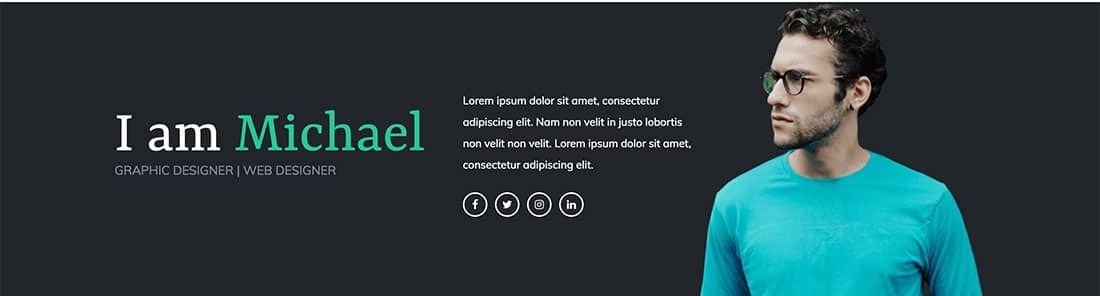 I am Michael
GRAPHIC DESIGNER | WEB DESIGNER
Lorem ipsum dolor sit amet, consectetur
adipiscing elit. Nam non velit in justo lobortis
non velit non velit. Lorem ipsum dolor sit amet,
consectetur adipiscing elit.